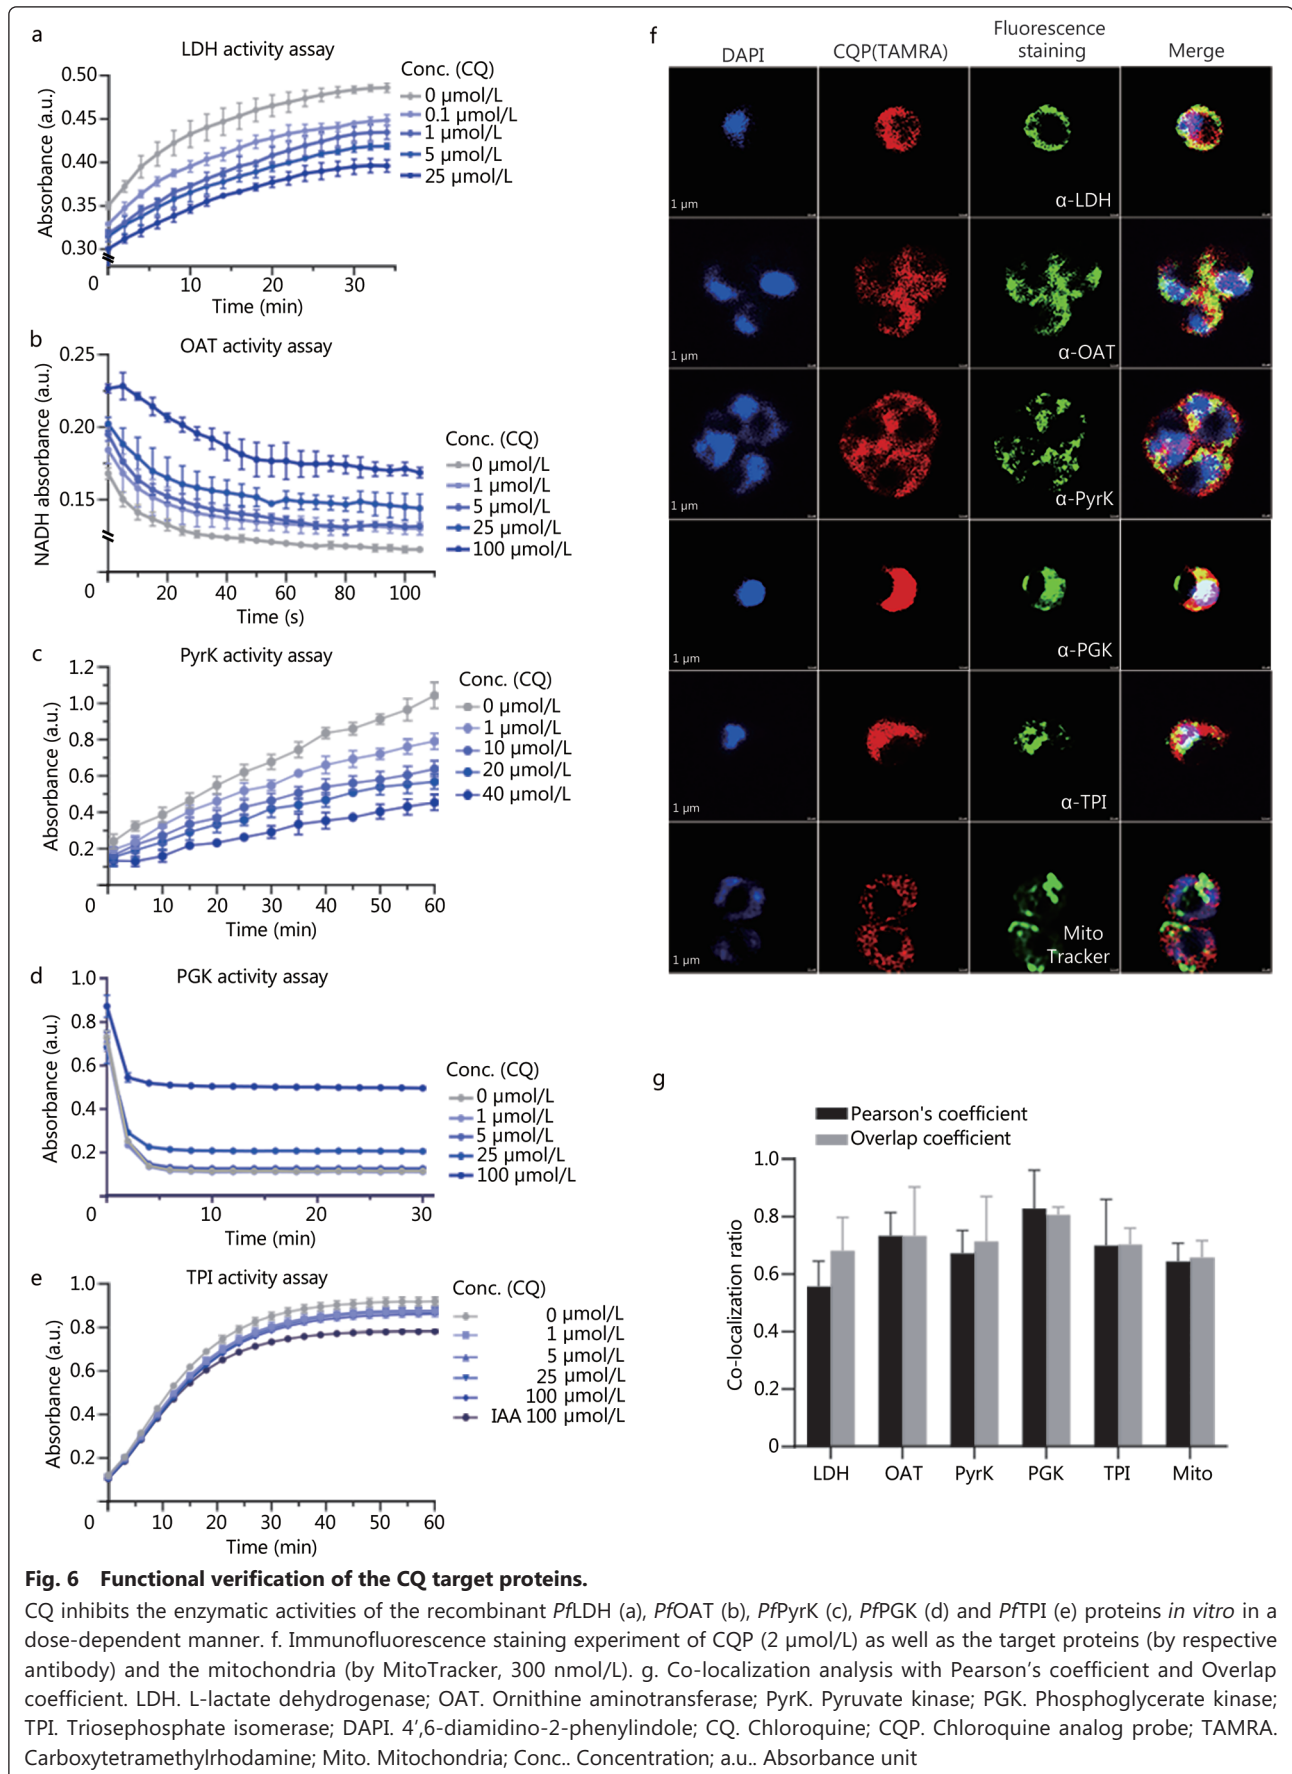 a
LDH activity assay
Absorbance (a.u.)
0.50
0.45
0.40
0.35
0.30
0
10
20
30
Time (min)
Conc. (CQ)
0 µmol/L
0.1 µmol/L
1 µmol/L
5 µmol/L
25 µmol/L
b
OAT activity assay
NADH absorbance (a.u.)
0.25
0.20
0.15
0
20
40
60
80
100
Time (s)
Conc. (CQ)
0 µmol/L
1 µmol/L
5 µmol/L
25 µmol/L
100 µmol/L
c
PyrK activity assay
Absorbance (a.u.)
1.2
1.0
0.8
0.6
0.4
0.2
0
10
20
30
40
50
60
Time (min)
Conc. (CQ)
0 µmol/L
1 µmol/L
10 µmol/L
20 µmol/L
40 µmol/L
d
PGK activity assay
Absorbance (a.u.)
1.0
0.8
0.6
0.4
0.2
0
10
20
30
Time (min)
Conc. (CQ)
0 µmol/L
1 µmol/L
5 µmol/L
25 µmol/L
100 µmol/L
e
TPI activity assay
Absorbance (a.u.)
1.0
0.8
0.6
0.4
0.2
0
10
20
30
40
50
60
Time (min)
Conc. (CQ)
0 µmol/L
1 µmol/L
5 µmol/L
25 µmol/L
100 µmol/L
IAA 100 µmol/L
f
DAPI
CQP(TAMRA)
Fluorescence
staining
Merge
1 µm
α-LDH
1 µm
α-OAT
1 µm
α-PyrK
1 µm
α-PGK
1 µm
α-TPI
1 µm
Mito
Tracker
g
Pearson's coefficient
Overlap coefficient
Co-localization ratio
1.0
0.8
0.6
0.4
0.2
0
LDH
OAT
PyrK
PGK
TPI
Mito
Fig. 6 Functional verification of the CQ target proteins.
CQ inhibits the enzymatic activities of the recombinant PfLDH (a), PfOAT (b), PfPyrK (c), PfPGK (d) and PfTPI (e) proteins in vitro in a
dose-dependent manner. f. Immunofluorescence staining experiment of CQP (2 µmol/L) as well as the target proteins (by respective
antibody) and the mitochondria (by MitoTracker, 300 nmol/L). g. Co-localization analysis with Pearson's coefficient and Overlap
coefficient. LDH. L-lactate dehydrogenase; OAT. Ornithine aminotransferase; PyrK. Pyruvate kinase; PGK. Phosphoglycerate kinase;
TPI. Triosephosphate isomerase; DAPI. 4′,6-diamidino-2-phenylindole; CQ. Chloroquine; CQP. Chloroquine analog probe; TAMRA.
Carboxytetramethylrhodamine; Mito. Mitochondria; Conc.. Concentration; a.u.. Absorbance unit